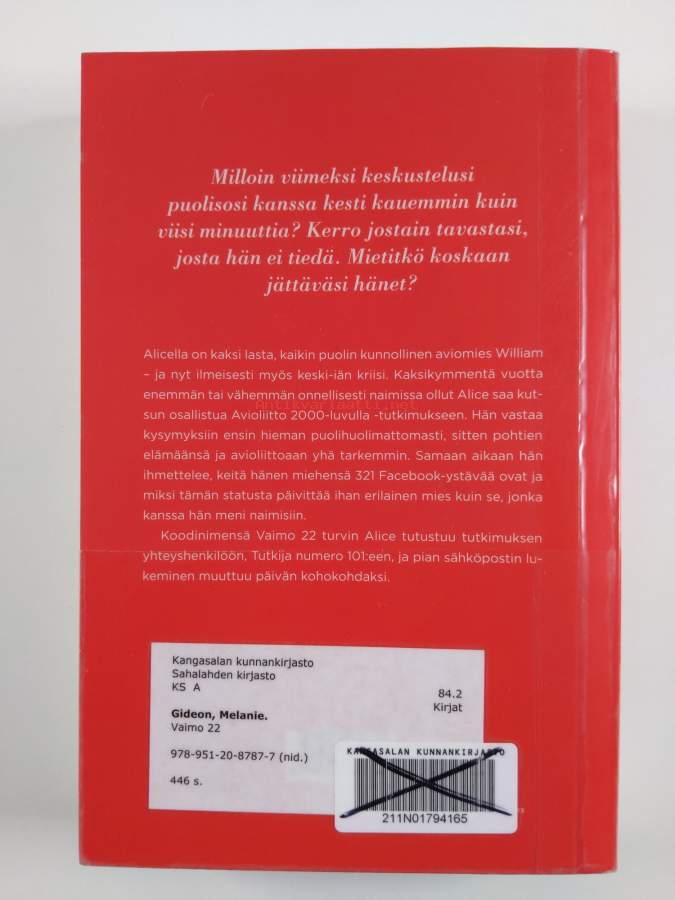 Milloin viimeksi keskustelusi
puolisosi kanssa kesti kauemmin kuin
viisi minuuttia? Kerro jostain tavastasi,
josta hän ei tiedä. Mietitkö koskaan
jättäväsi hänet?
Alicella on kaksi lasta, kaikin puolin kunnollinen aviomies William
– ja nyt ilmeisesti myös keski-iän kriisi. Kaksikymmentä vuotta
enemmän tai vähemmän onnellisesti naimisissa ollut Alice saa kut-
sun osallistua Avioliitto 2000-luvulla -tutkimukseen. Hän vastaa
Antikvariaatti.net
kysymyksiin ensin hieman puolihuolimattomasti, sitten pohtien
elämäänsä ja avioliittoaan yhä tarkemmin. Samaan aikaan hän
ihmettelee, keitä hänen miehensä 321 Facebook-ystävää ovat ja
miksi tämän statusta päivittää ihan erilainen mies kuin se, jonka
kanssa hän meni naimisiin.
Koodinimensä Vaimo 22 turvin Alice tutustuu tutkimuksen
yhteyshenkilöön, Tutkija numero 101:een, ja pian sähköpostin lu-
keminen muuttuu päivän kohokohdaksi.
Kangasalan kunnankirjasto
Sahalahden kirjasto
KS A
84.2
Kirjat
Gideon, Melanie.
Vaimo 22
978-951-20-8787-7 (nid.)
446 s.
KANGASALAN KUNNANKIRJASTO
211N01794165